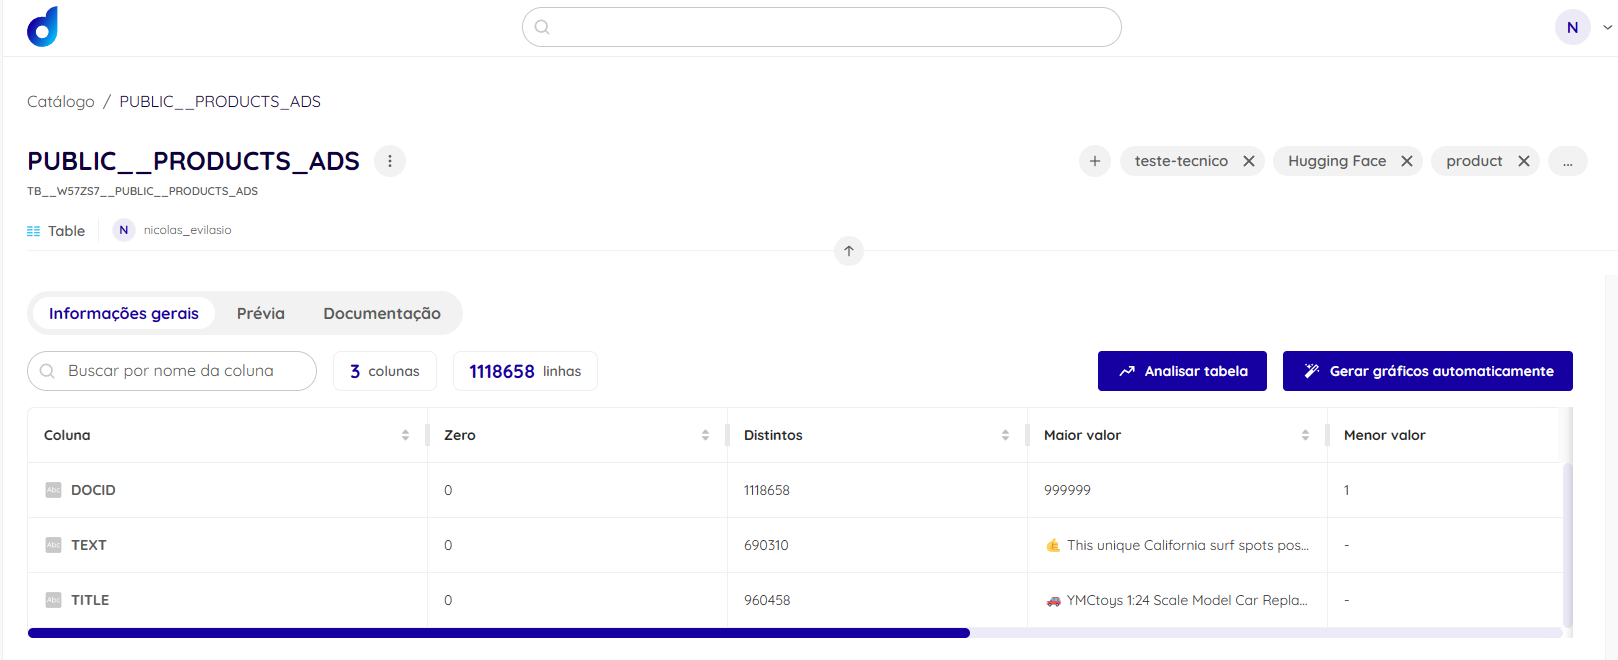 N
Catálogo / PUBLIC__PRODUCTS_ADS
PUBLIC__PRODUCTS_ADS
+ teste-tecnico Hugging Face product ...
TB__W57ZS7__PUBLIC__PRODUCTS_ADS
Table N nicolas_evilasio
Informações gerais Prévia Documentação
Buscar por nome da coluna 3 colunas 1118658 linhas Analisar tabela Gerar gráficos automaticamente
Coluna Zero Distintos Maior valor Menor valor
Abc DOCID 0 1118658 999999 1
Abc TEXT 0 690310 🤙 This unique California surf spots pos... -
Abc TITLE 0 960458 🚗 YMCtoys 1:24 Scale Model Car Repla... -